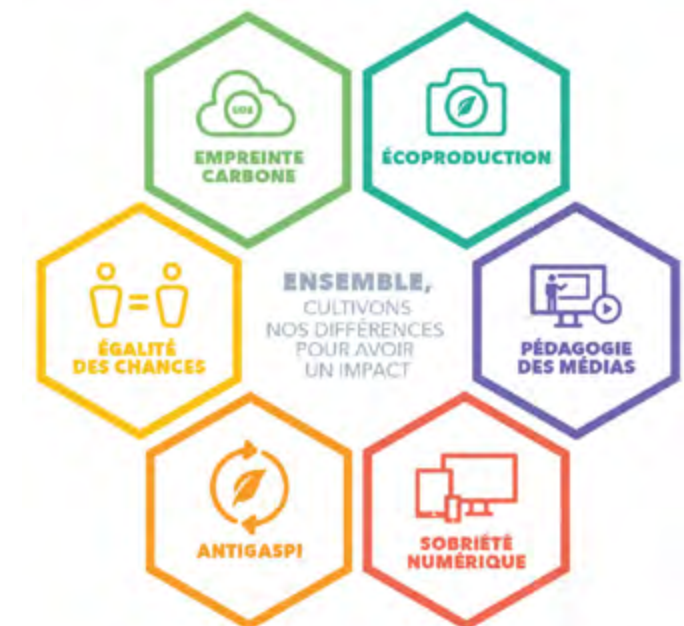 EMPREINTE
CARBONE
ÉCOPRODUCTION
ÉGALITÉ
DES CHANCES
ENSEMBLE,
CULTIVONS
NOS DIFFÉRENCES
POUR AVOIR
UN IMPACT
PÉDAGOGIE
DES MÉDIAS
ANTIGASPI
SOBRIÉTÉ
NUMÉRIQUE